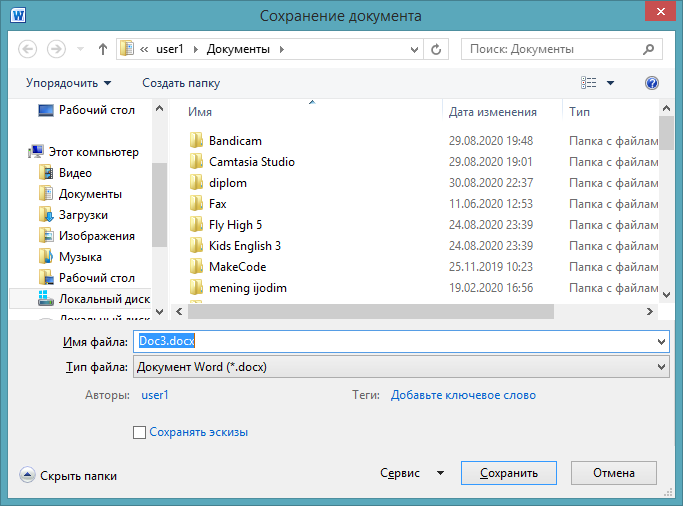 Сохранение документа
« user1 Документы
Поиск: Документы
Упорядочить Создать папку
Рабочий стол
Этот компьютер
Видео
Документы
Загрузки
Изображения
Музыка
Рабочий стол
Локальный диск
Имя Дата изменения Тип
Bandicam 29.08.2020 19:48 Папка с файлам
Camtasia Studio 29.08.2020 19:01 Папка с файлам
diplom 30.08.2020 22:37 Папка с файлам
Fax 11.06.2020 12:53 Папка с файлам
Fly High 5 24.08.2020 23:39 Папка с файлам
Kids English 3 24.08.2020 23:39 Папка с файлам
MakeCode 25.11.2019 10:23 Папка с файлам
mening ijodim 19.02.2020 16:56 Папка с файлам
Имя файла: Doc3.docx
Тип файла: Документ Word (*.docx)
Авторы: user1 Теги: Добавьте ключевое слово
Сохранять эскизы
Скрыть папки Сервис Сохранить Отмена